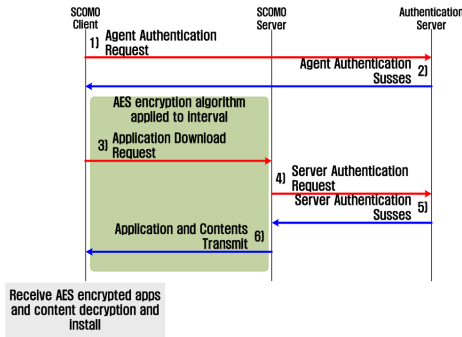 SCOMO
Client
SCOMO
Server
Authentication
Server
1) Agent Authentication
Request
Agent Authentication
Susses 2)
AES encryption algorithm
applied to interval
3) Application Download
Request
4) Server Authentication
Request
Server Authentication
Susses 5)
Application and Contents
Transmit 6)
Receive AES encrypted apps
and content decryption and
install